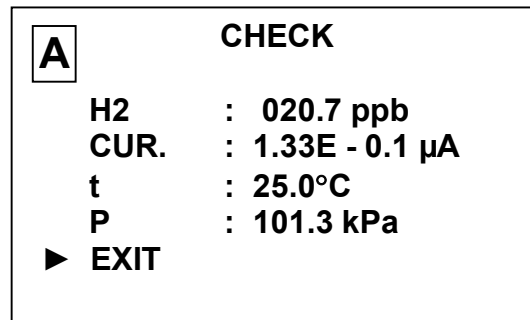 A CHECK
H2 : 020.7 ppb
CUR. : 1.33E - 0.1 µA
t : 25.0°C
P : 101.3 kPa
► EXIT